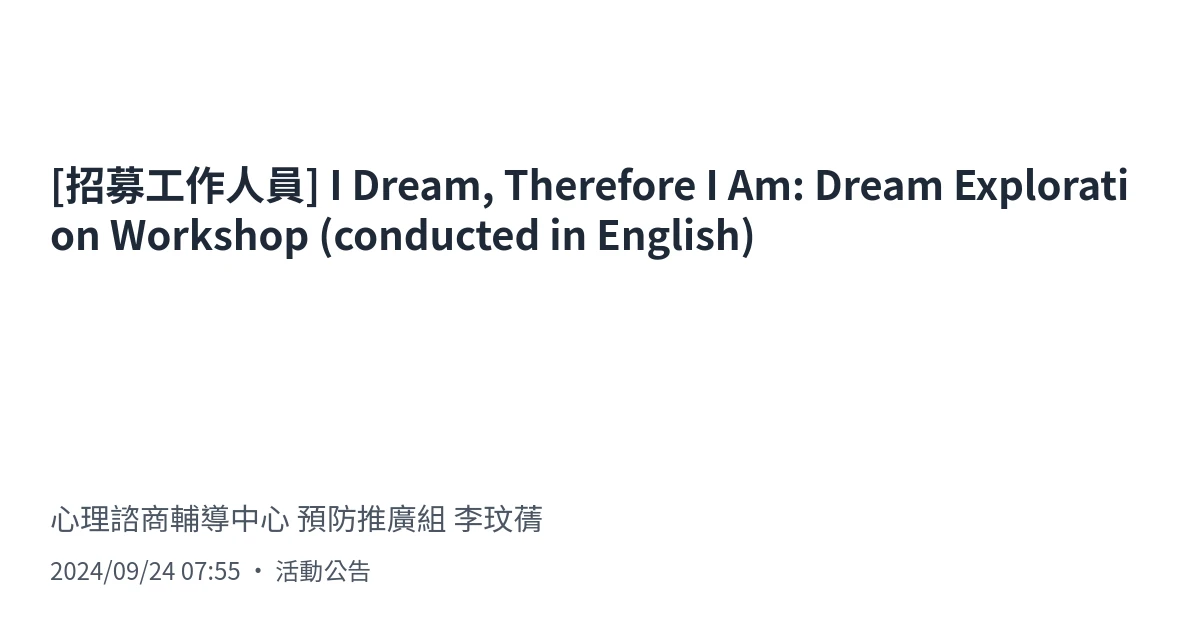 [招募工作人員] I Dream, Therefore I Am: Dream Explorati
on Workshop (conducted in English)
心理諮商輔導中心 預防推廣組 李玟蒨
2024/09/24 07:55 • 活動公告